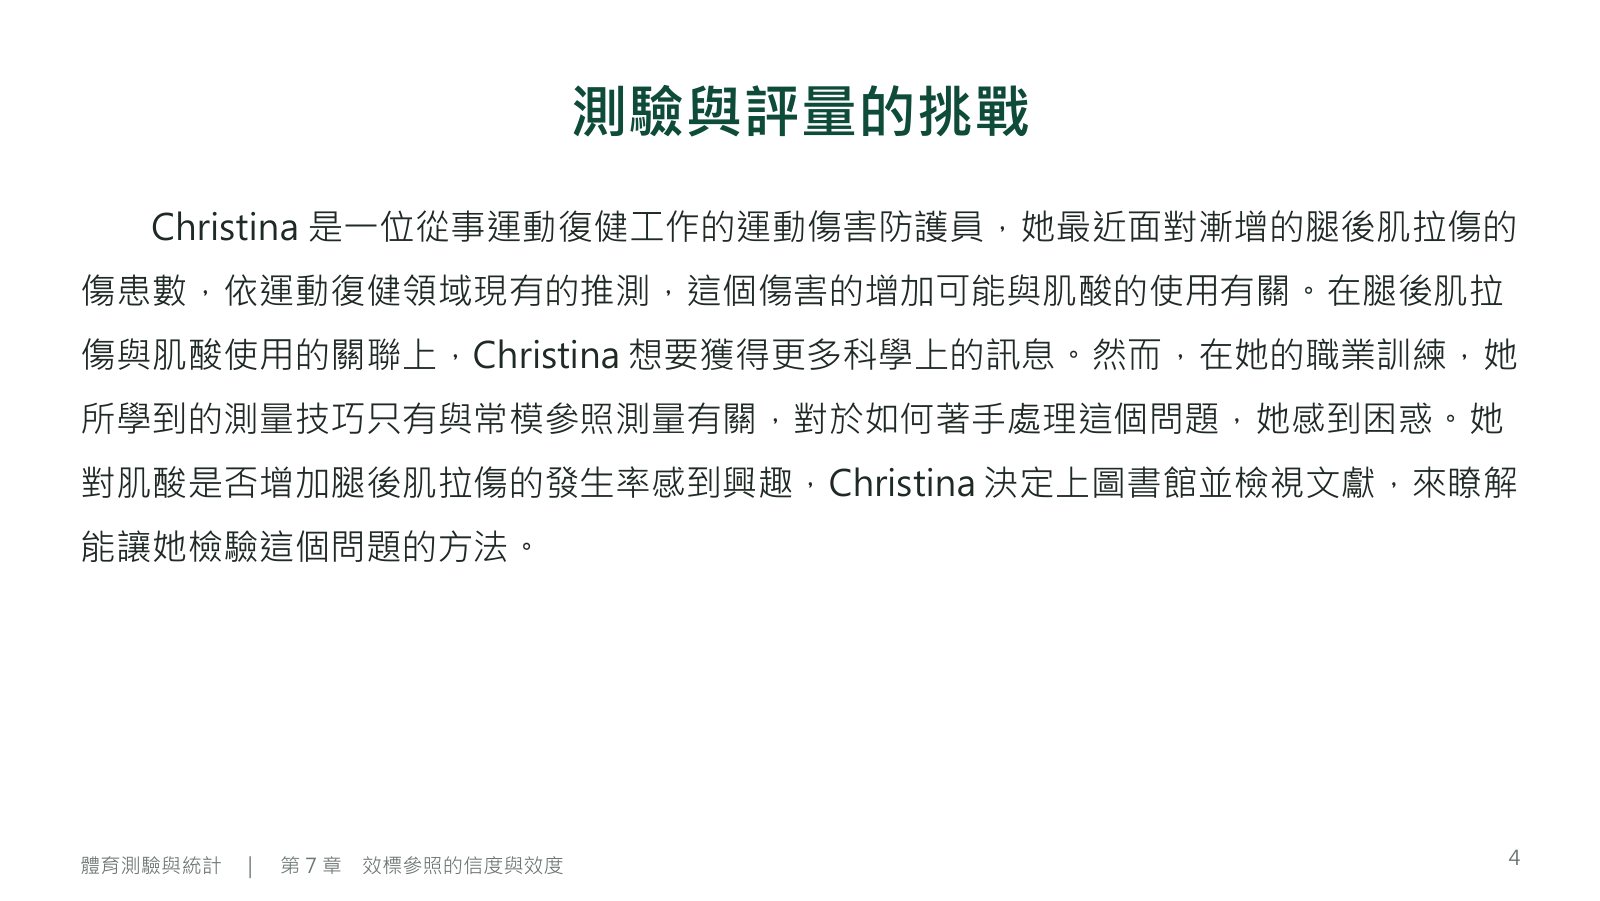 測驗與評量的挑戰
Christina 是一位從事運動復健工作的運動傷害防護員，她最近面對漸增的腿後肌拉傷的
傷患數，依運動復健領域現有的推測，這個傷害的增加可能與肌酸的使用有關。在腿後肌拉
傷與肌酸使用的關聯上，Christina 想要獲得更多科學上的訊息。然而，在她的職業訓練，她
所學到的測量技巧只有與常模參照測量有關，對於如何著手處理這個問題，她感到困惑。她
對肌酸是否增加腿後肌拉傷的發生率感到興趣，Christina 決定上圖書館並檢視文獻，來瞭解
能讓她檢驗這個問題的方法。
體育測驗與統計 | 第 7 章 效標參照的信度與效度
4